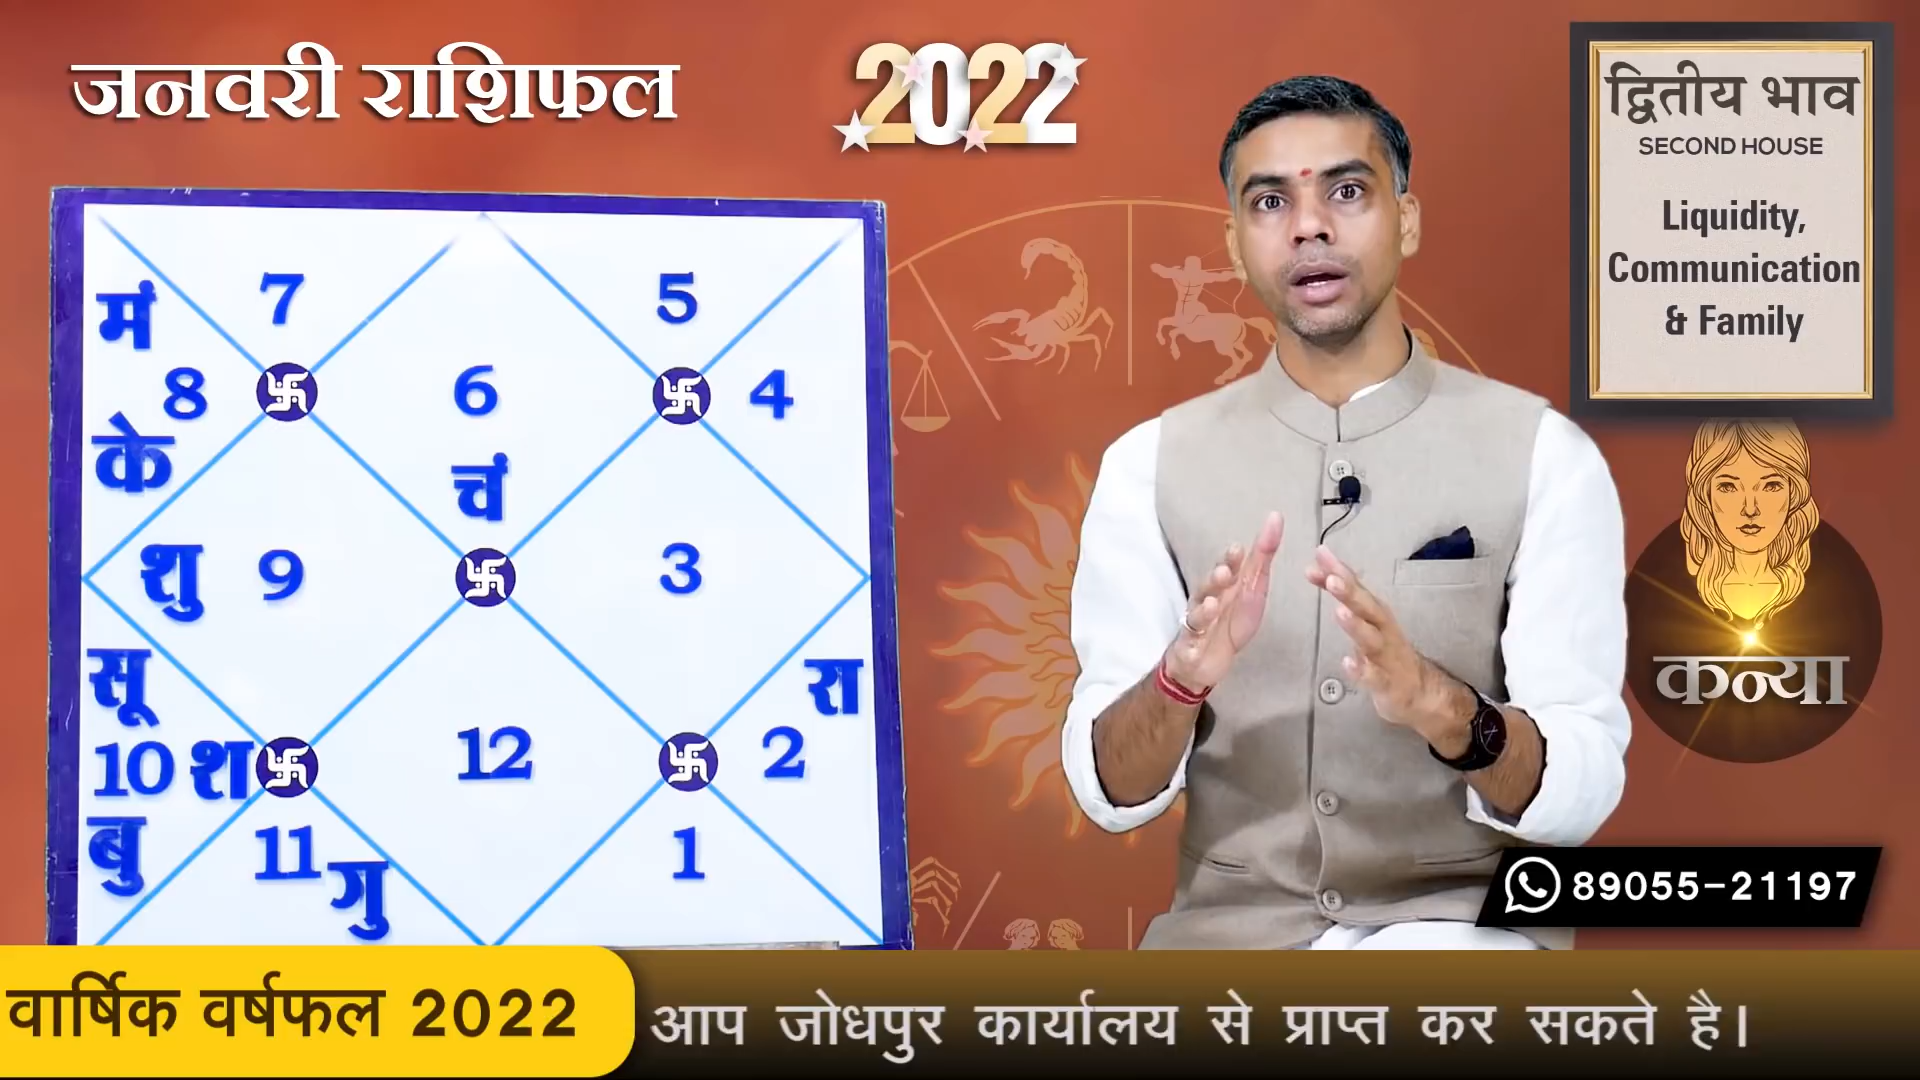 जनवरी राशिफल
2022
द्वितीय भाव
SECOND HOUSE
Liquidity,
Communication
& Family
7
5
मं
8
6
4
के
चं
शु
9
3
सू
रा
10 श
12
2
बु
11 गु
1
कन्या
89055-21197
वार्षिक वर्षफल 2022
आप जोधपुर कार्यालय से प्राप्त कर सकते है।